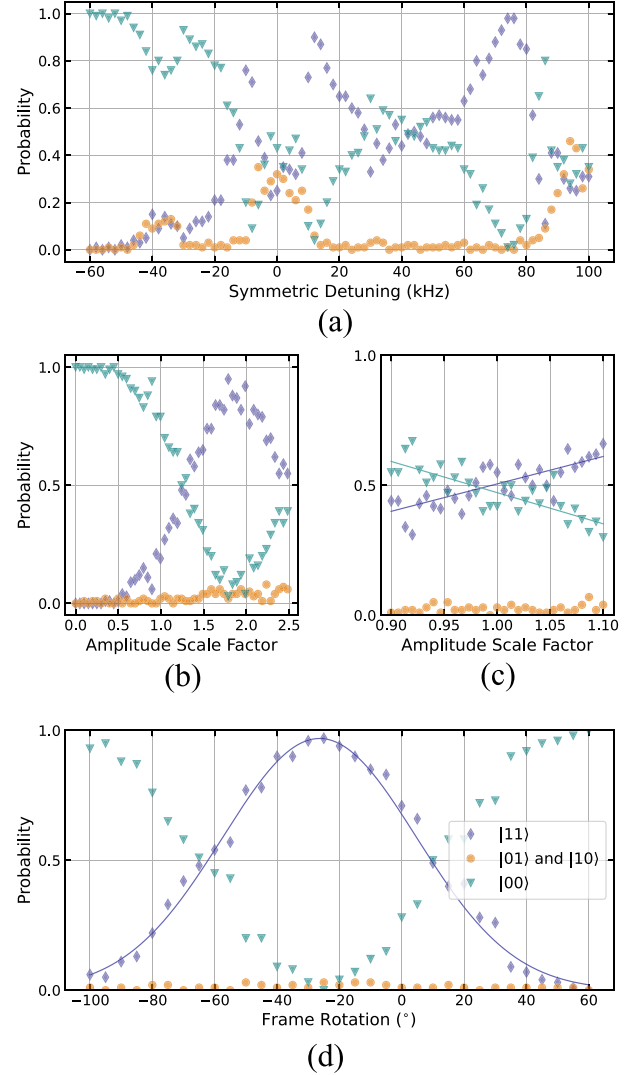 1.0
0.8
0.6
0.4
0.2
0.0
Probability
−60 −40 −20 0 20 40 60 80 100
Symmetric Detuning (kHz)
(a)
1.0
0.5
0.0
Probability
0.0 0.5 1.0 1.5 2.0 2.5
Amplitude Scale Factor
(b)
1.0
0.5
0.0
0.90 0.95 1.00 1.05 1.10
Amplitude Scale Factor
(c)
1.0
0.5
0.0
Probability
|11⟩
|01⟩ and |10⟩
|00⟩
−100 −80 −60 −40 −20 0 20 40 60
Frame Rotation (°)
(d)